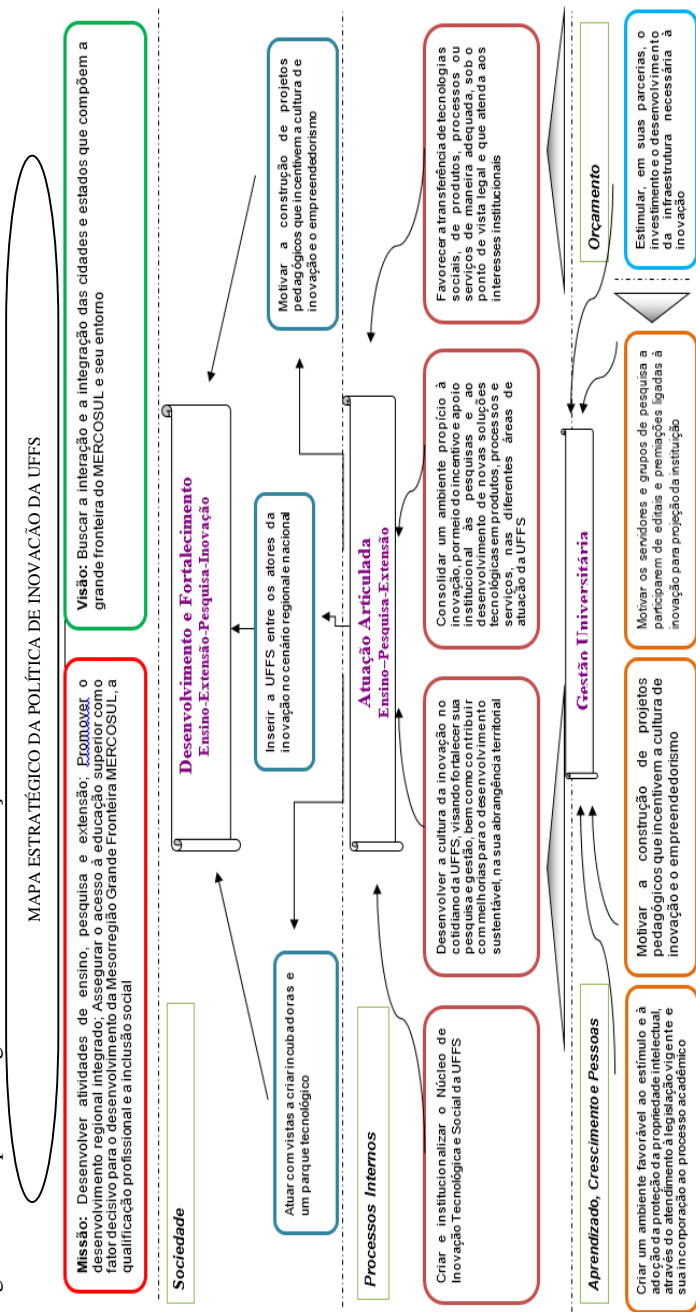 MAPA ESTRATÉGICO DA POLÍTICA DE INOVAÇÃO DA UFFS
Missão: Desenvolver atividades de ensino, pesquisa e extensão; Promover o
desenvolvimento regional integrado; Assegurar o acesso à educação superior como
fator decisivo para o desenvolvimento da Mesorregião Grande Fronteira MERCOSUL, a
qualificação profissional e a inclusão social
Visão: Buscar a interação e a integração das cidades e estados que compõem a
grande fronteira do MERCOSUL e seu entorno
Sociedade
Desenvolvimento e Fortalecimento
Ensino-Extensão-Pesquisa-Inovação
Atuar com vistas a criar incubadoras e
um parque tecnológico
Inserir a UFFS entre os atores da
inovação no cenário regional e nacional
Motivar a construção de projetos
pedagógicos que incentivem a cultura de
inovação e o empreendedorismo
Processos Internos
Atuação Articulada
Ensino–Pesquisa-Extensão
Criar e institucionalizar o Núcleo de
Inovação Tecnológica e Social da UFFS
Desenvolver a cultura da inovação no
cotidiano da UFFS, visando fortalecer sua
pesquisa e gestão, bem como contribuir
com melhorias para o desenvolvimento
sustentável, na sua abrangência territorial
Consolidar um ambiente propício à
inovação, por meio do incentivo e apoio
institucional às pesquisas e ao
desenvolvimento de novas soluções
tecnológicas em produtos, processos e
serviços, nas diferentes áreas de
atuação da UFFS
Favorecer a transferência de tecnologias
sociais, de produtos, processos ou
serviços de maneira adequada, sob o
ponto de vista legal e que atenda aos
interesses institucionais
Aprendizado, Crescimento e Pessoas
Gestão Universitária
Orçamento
Criar um ambiente favorável ao estímulo e à
adoção da proteção da propriedade intelectual,
através do atendimento à legislação vigente e
sua incorporação ao processo acadêmico
Motivar a construção de projetos
pedagógicos que incentivem a cultura de
inovação e o empreendedorismo
Motivar os servidores e grupos de pesquisa a
participarem de editais e premiações ligadas à
inovação para projeção da instituição
Estimular, em suas parcerias, o
investimento e o desenvolvimento
da infraestrutura necessária à
inovação